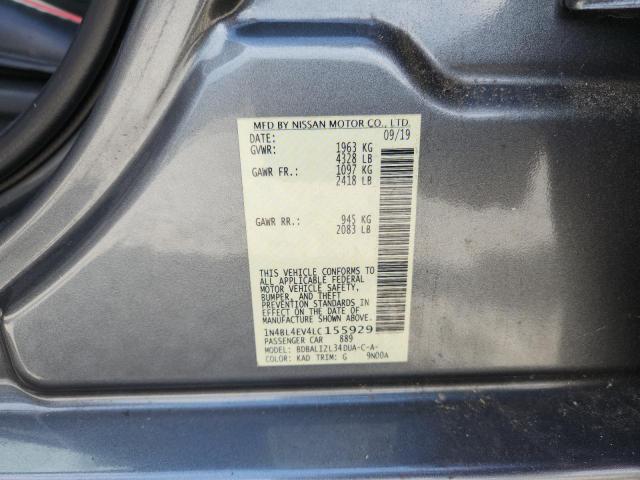 MFD BY NISSAN MOTOR CO., LTD.
DATE: 09/19
GVWR: 1963 KG
4328 LB
GAWR FR.: 1097 KG
2418 LB
GAWR RR.: 945 KG
2083 LB
THIS VEHICLE CONFORMS TO
ALL APPLICABLE FEDERAL
MOTOR VEHICLE SAFETY,
BUMPER, AND THEFT
PREVENTION STANDARDS
IN EFFECT ON THE DATE OF
MANUFACTURE SHOWN ABOVE.
1N4BL4EV4LC155929
PASSENGER CAR 889
MODEL: BDBALIZL34DUA-C-A-
COLOR: KAD TRIM: G 9N00A